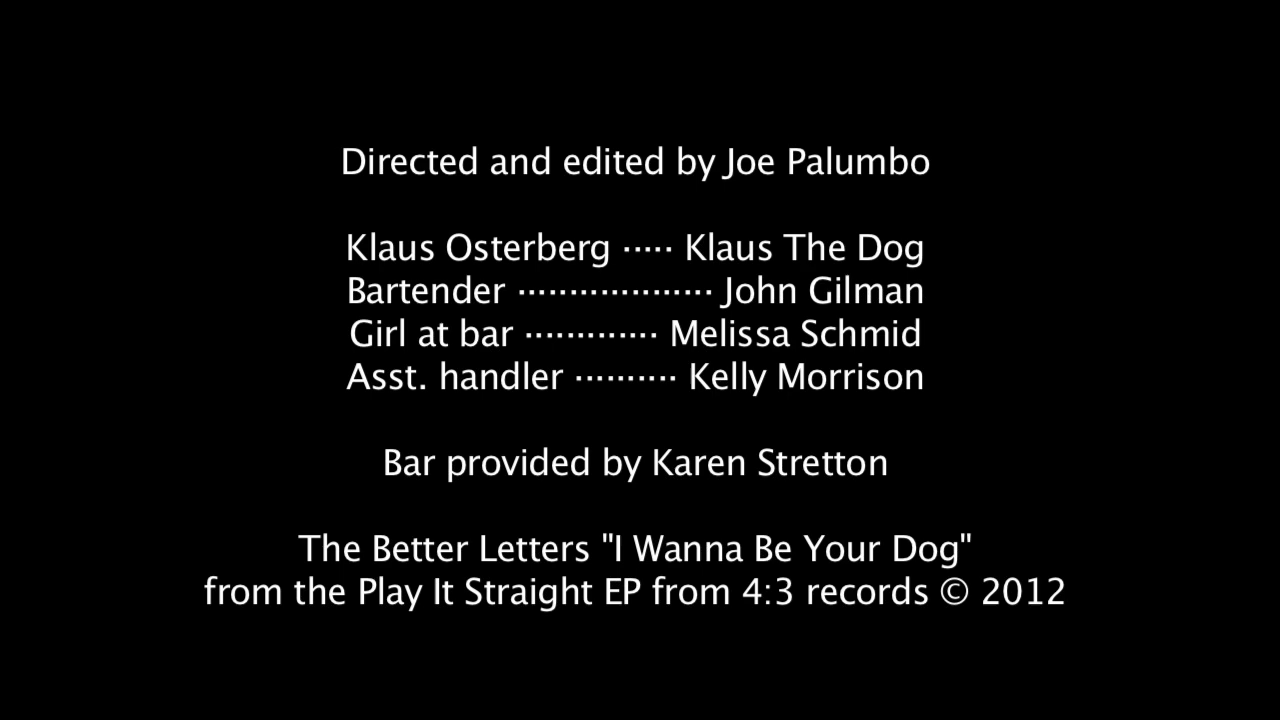 Directed and edited by Joe Palumbo
Klaus Osterberg ····· Klaus The Dog
Bartender ··················· John Gilman
Girl at bar ············· Melissa Schmid
Asst. handler ·········· Kelly Morrison
Bar provided by Karen Stretton
The Better Letters "I Wanna Be Your Dog"
from the Play It Straight EP from 4:3 records © 2012